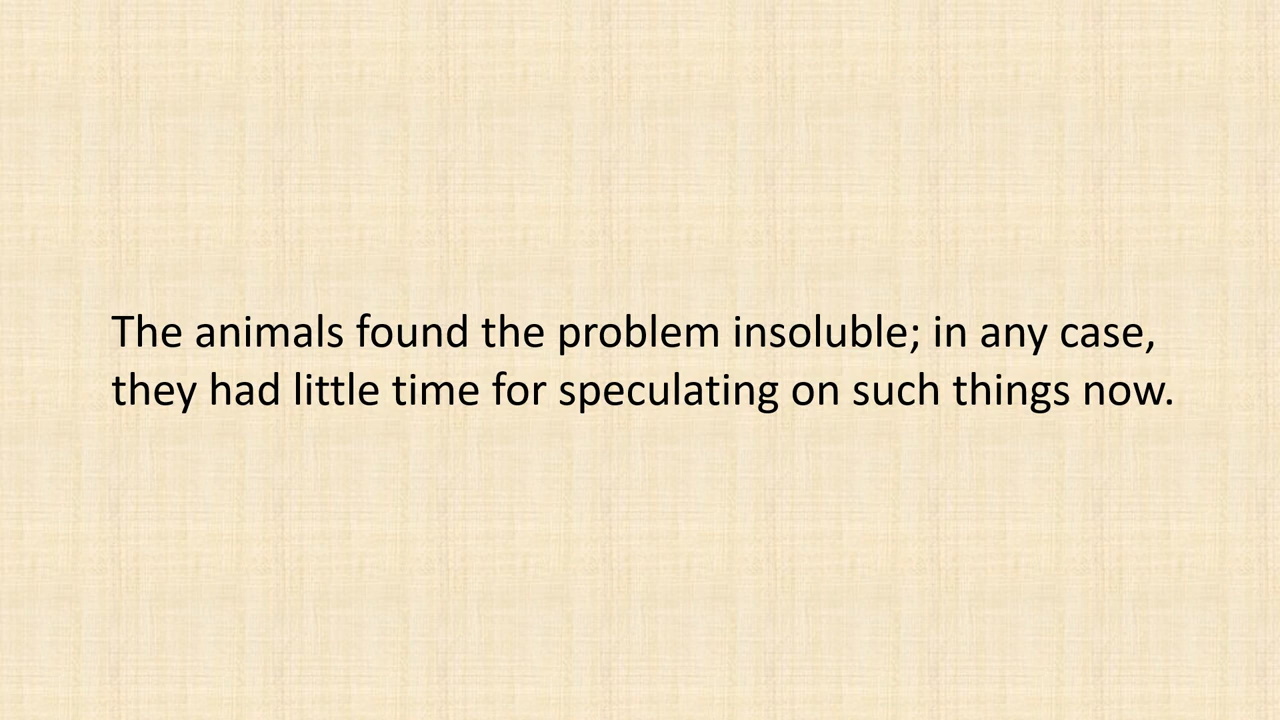 The animals found the problem insoluble; in any case,
they had little time for speculating on such things now.